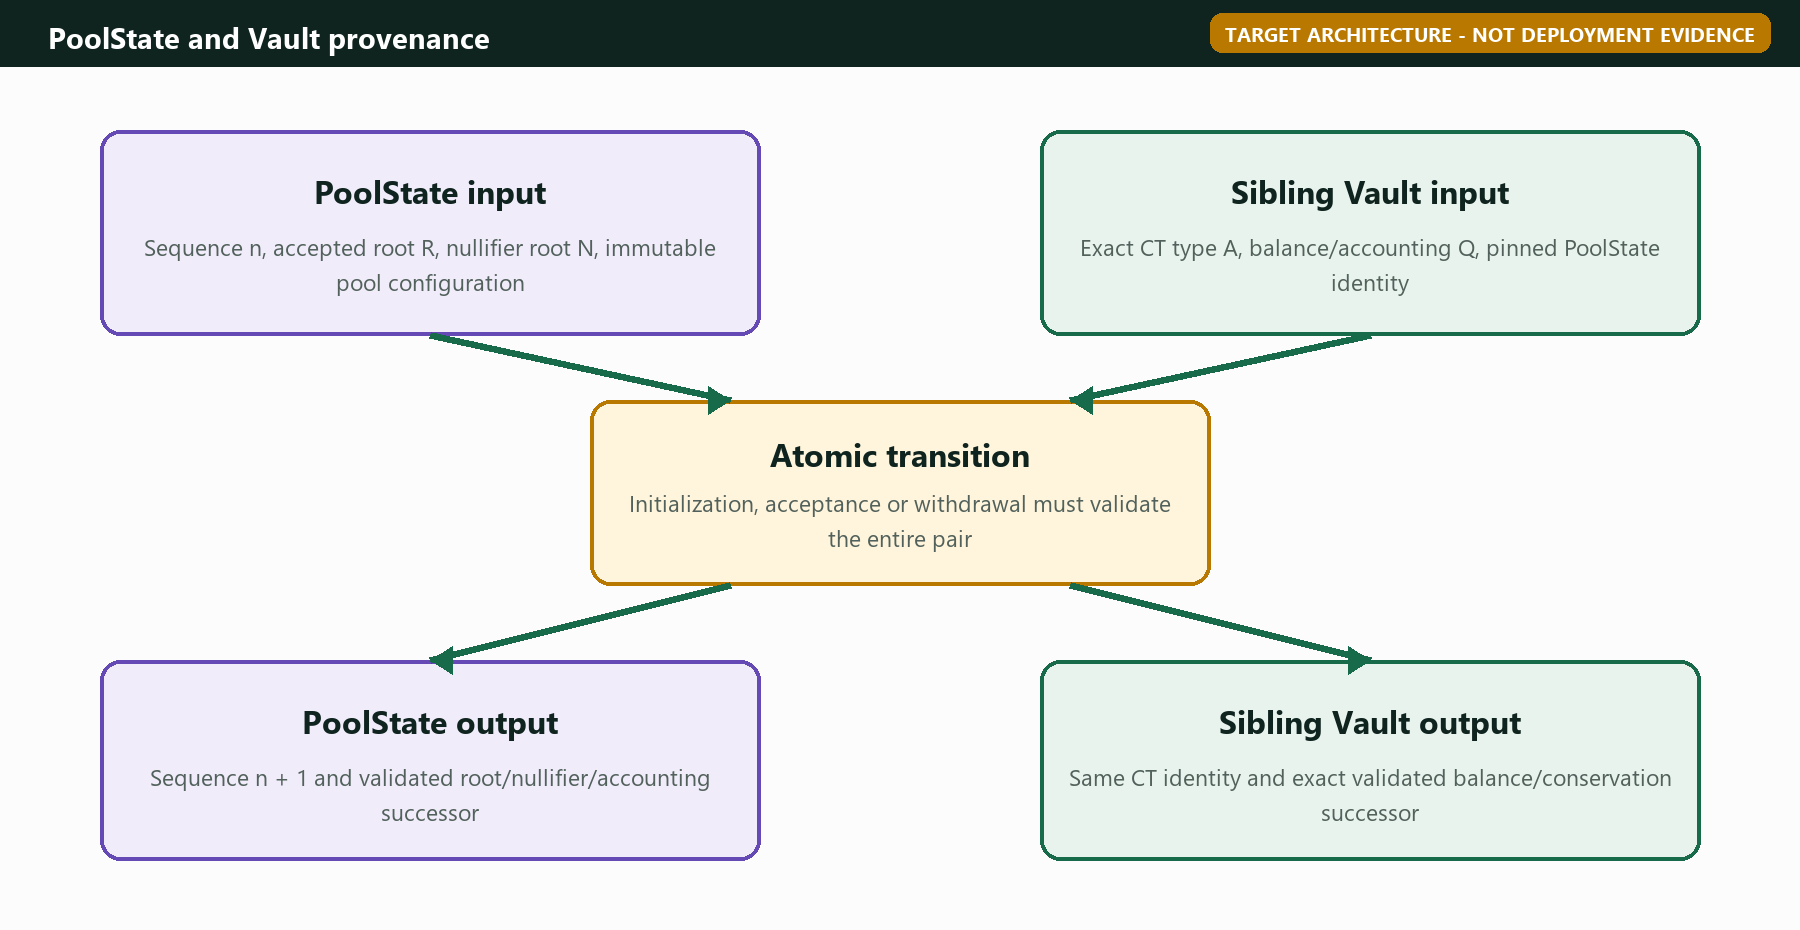 PoolState and Vault provenance
TARGET ARCHITECTURE - NOT DEPLOYMENT EVIDENCE
PoolState input
Sequence n, accepted root R, nullifier root N, immutable
pool configuration
Sibling Vault input
Exact CT type A, balance/accounting Q, pinned PoolState
identity
Atomic transition
Initialization, acceptance or withdrawal must validate
the entire pair
PoolState output
Sequence n + 1 and validated root/nullifier/accounting
successor
Sibling Vault output
Same CT identity and exact validated balance/conservation
successor